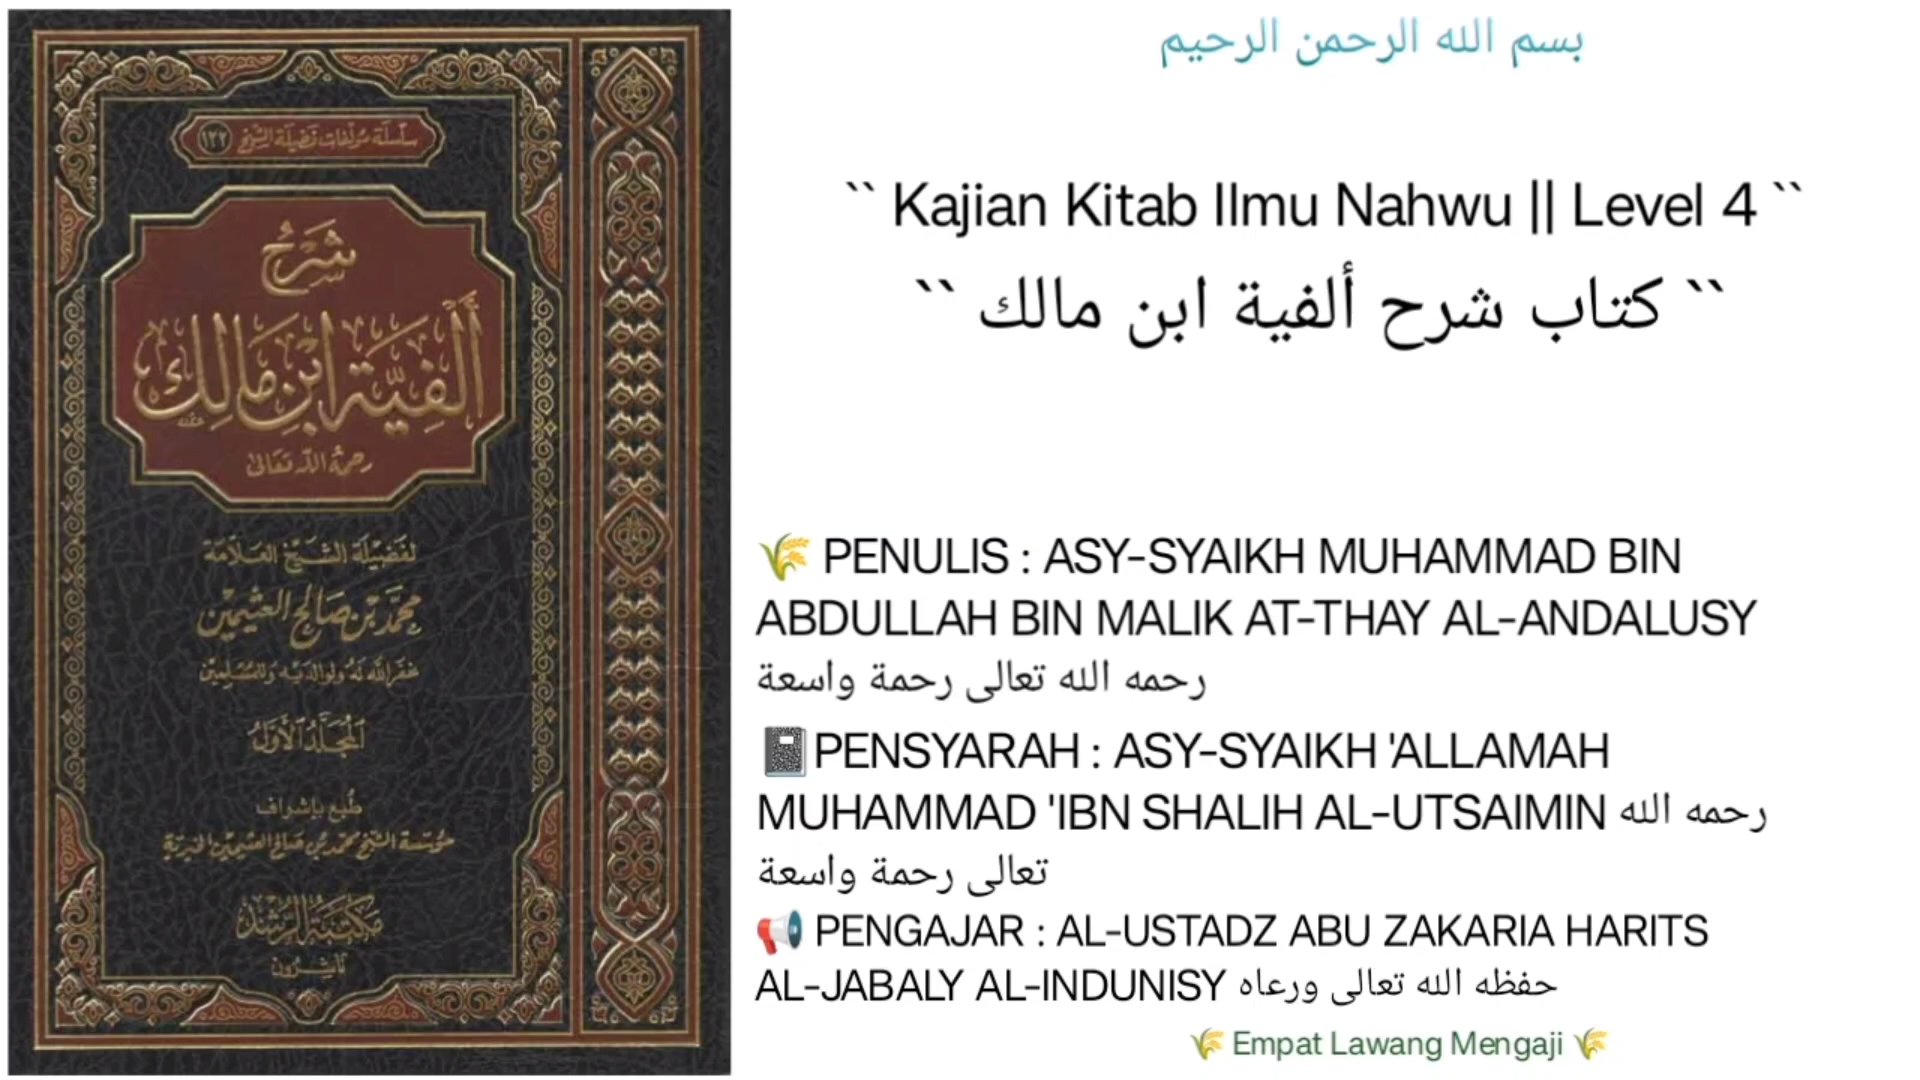 سلسلة مؤلفات فضيلة الشيخ ١٢٢
شَرْحُ
أَلْفِيَّةِ ابْنِ مَالِك
رحمه الله تعالى
لفضيلة الشيخ العلامة
محمد بن صالح العثيمين
غفر الله له ولوالديه وللمسلمين
المجلد الأول
طبع بإشراف
مؤسسة الشيخ محمد بن صالح العثيمين الخيرية
مكتبة الرشد
ناشرون
بسم الله الرحمن الرحيم
`` Kajian Kitab Ilmu Nahwu || Level 4 ``
`` كتاب شرح ألفية ابن مالك ``
🌾 PENULIS : ASY-SYAIKH MUHAMMAD BIN
ABDULLAH BIN MALIK AT-THAY AL-ANDALUSY
رحمه الله تعالى رحمة واسعة
📓PENSYARAH : ASY-SYAIKH 'ALLAMAH
MUHAMMAD 'IBN SHALIH AL-UTSAIMIN رحمه الله
تعالى رحمة واسعة
📢 PENGAJAR : AL-USTADZ ABU ZAKARIA HARITS
AL-JABALY AL-INDUNISY حفظه الله تعالى ورعاه
🌾 Empat Lawang Mengaji 🌾